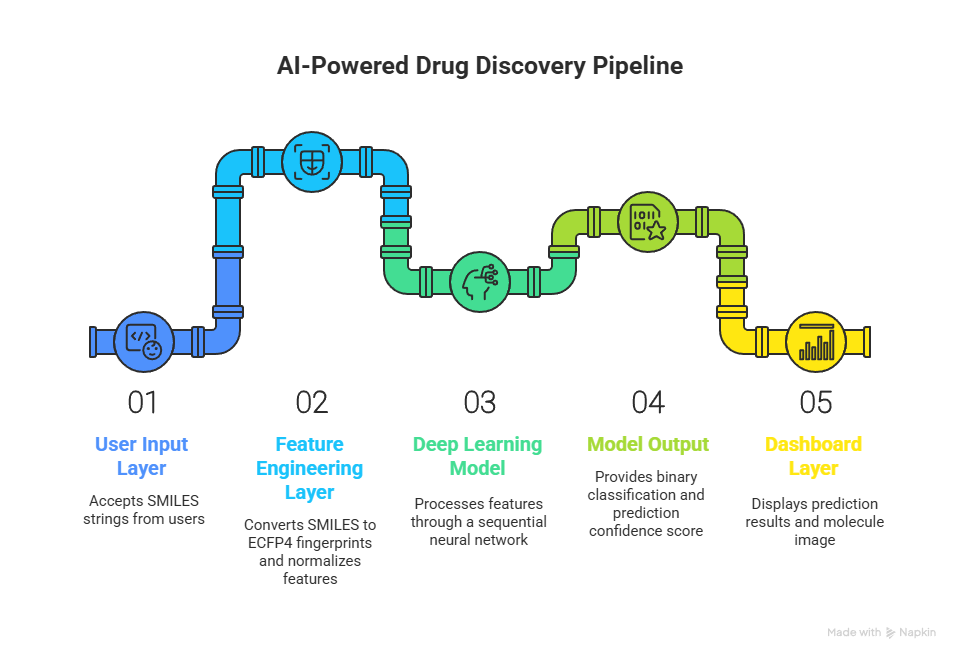 AI-Powered Drug Discovery Pipeline
</>
01011
01
01
User Input
Layer
Accepts SMILES
strings from users
02
Feature
Engineering
Layer
Converts SMILES to
ECFP4 fingerprints
and normalizes
features
03
Deep Learning
Model
Processes features
through a sequential
neural network
04
Model Output
Provides binary
classification and
prediction
confidence score
05
Dashboard
Layer
Displays prediction
results and molecule
image
Made with Napkin